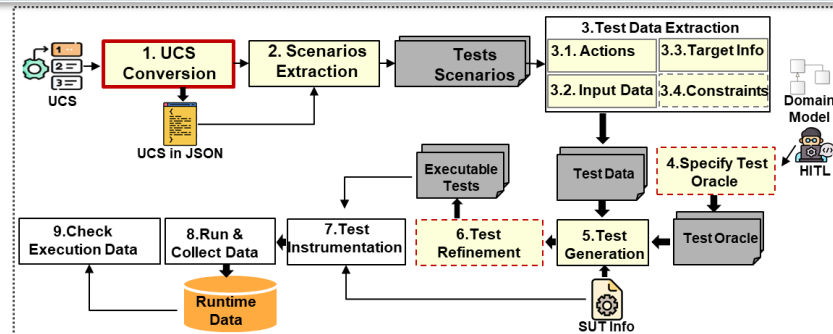 1. UCS
Conversion
2. Scenarios
Extraction
Tests
Scenarios
3.Test Data Extraction
3.1. Actions
3.3.Target Info
3.2. Input Data
3.4.Constraints
1
2
3
UCS
UCS in JSON
Domain
Model
HITL
Executable
Tests
Test Data
4.Specify Test
Oracle
9.Check
Execution Data
8.Run &
Collect Data
7.Test
Instrumentation
6.Test
Refinement
5.Test
Generation
Test Oracle
Runtime
Data
SUT Info